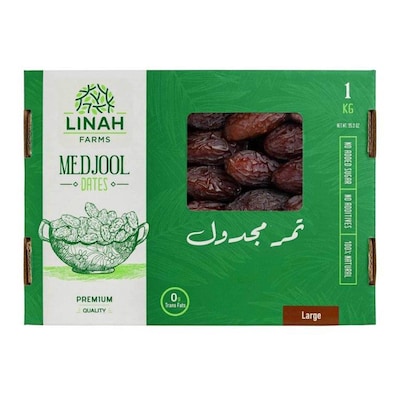 LINAH
FARMS
MEDJOOL
DATES
PREMIUM
QUALITY
تمر مجدول
0g
Trans Fats
1
KG
NO ADDED SUGAR
NO ADDITIVES
100% NATURAL
Large